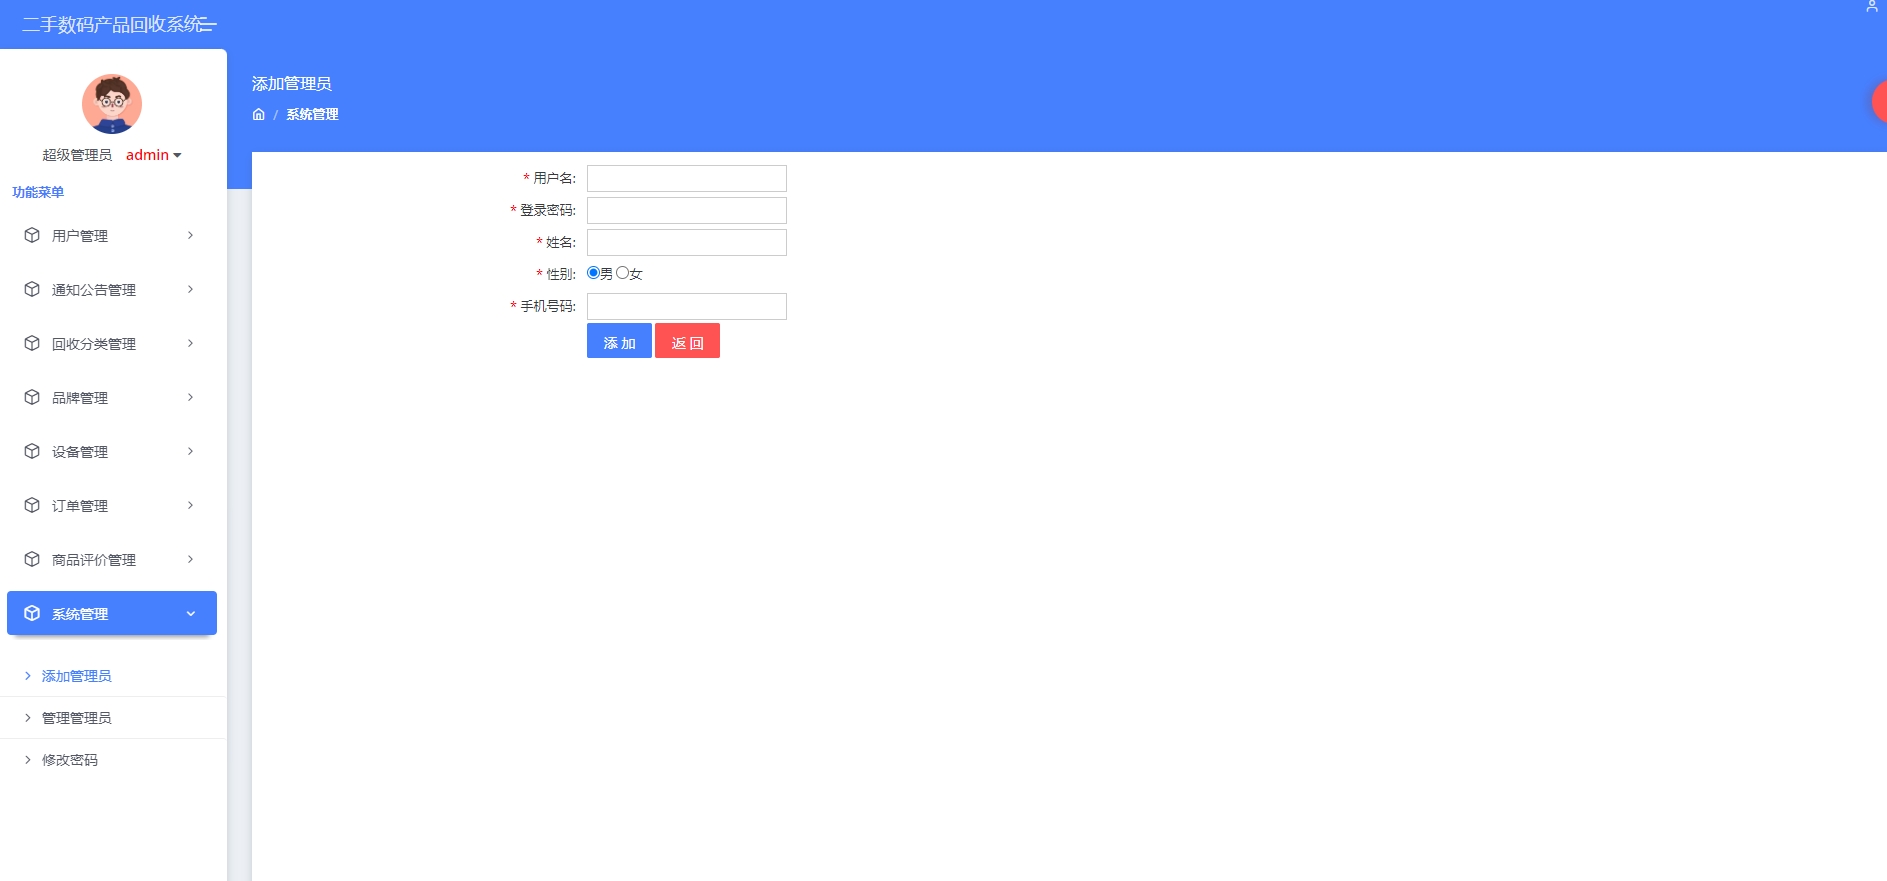 二手数码产品回收系统
超级管理员 admin
功能菜单
用户管理
通知公告管理
回收分类管理
品牌管理
设备管理
订单管理
商品评价管理
系统管理
添加管理员
管理管理员
修改密码
添加管理员
/ 系统管理
* 用户名:
* 登录密码:
* 姓名:
* 性别: 男 女
* 手机号码:
添 加 返 回